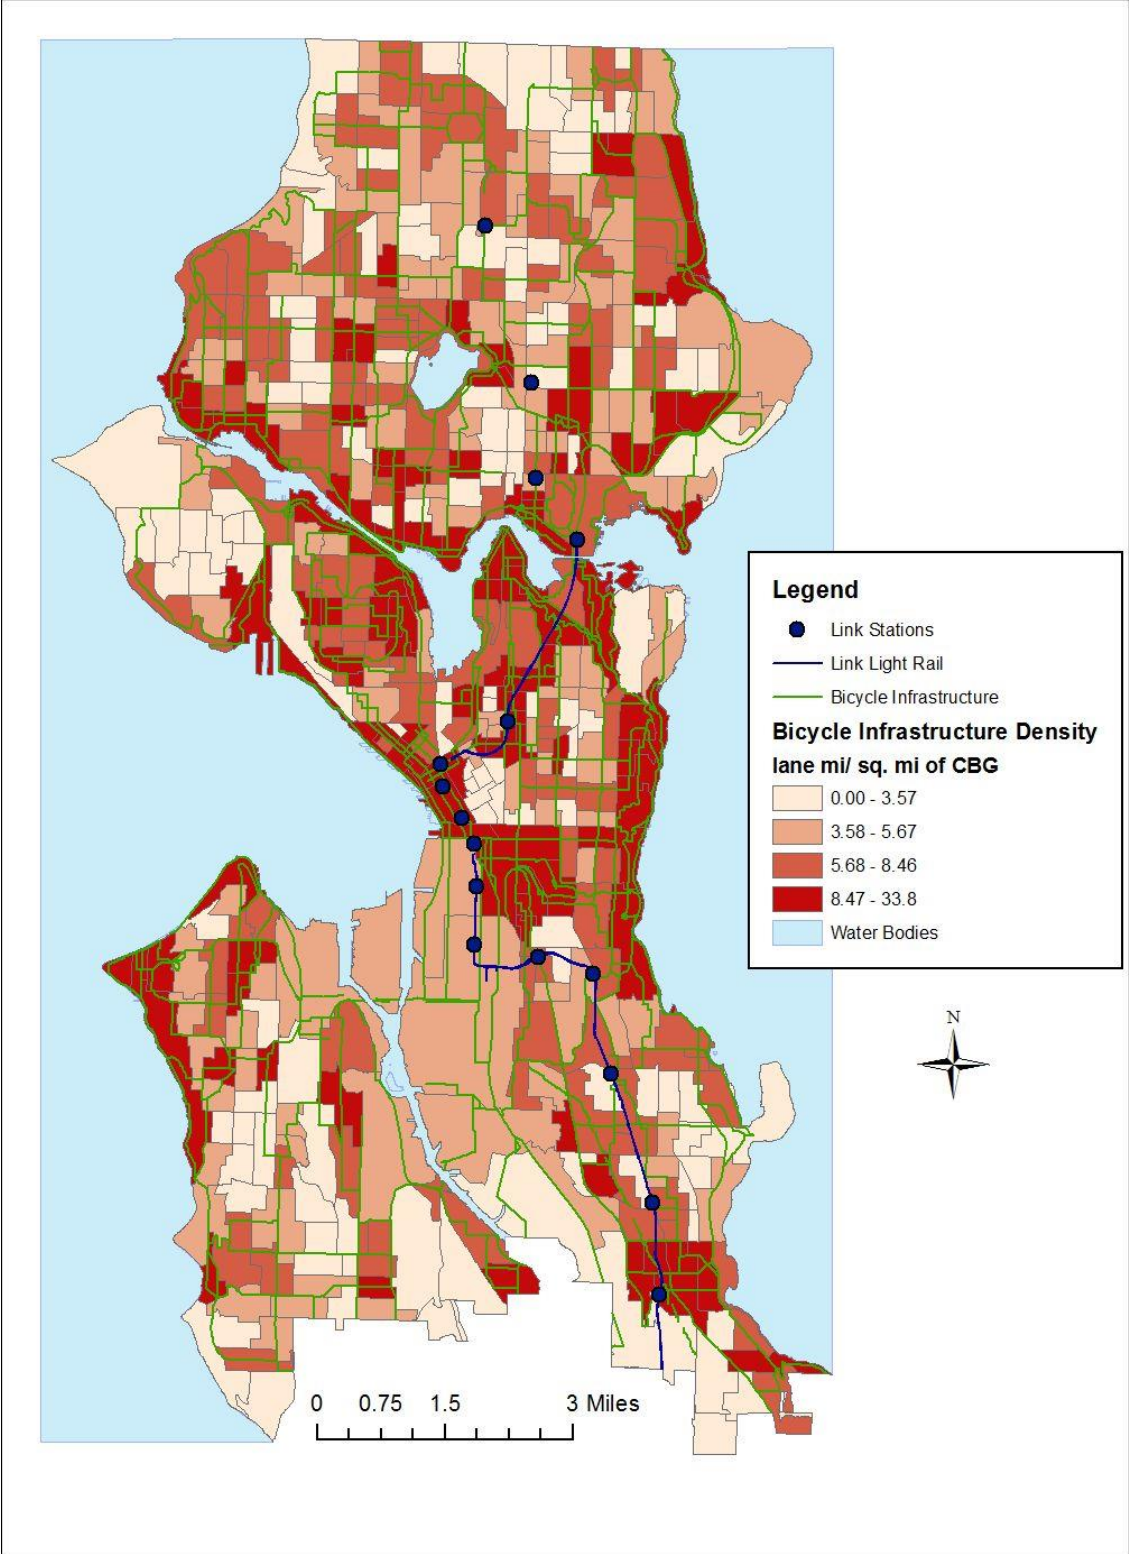 Legend
Link Stations
Link Light Rail
Bicycle Infrastructure
Bicycle Infrastructure Density
lane mi/ sq. mi of CBG
0.00 - 3.57
3.58 - 5.67
5.68 - 8.46
8.47 - 33.8
Water Bodies
N
0 0.75 1.5 3 Miles